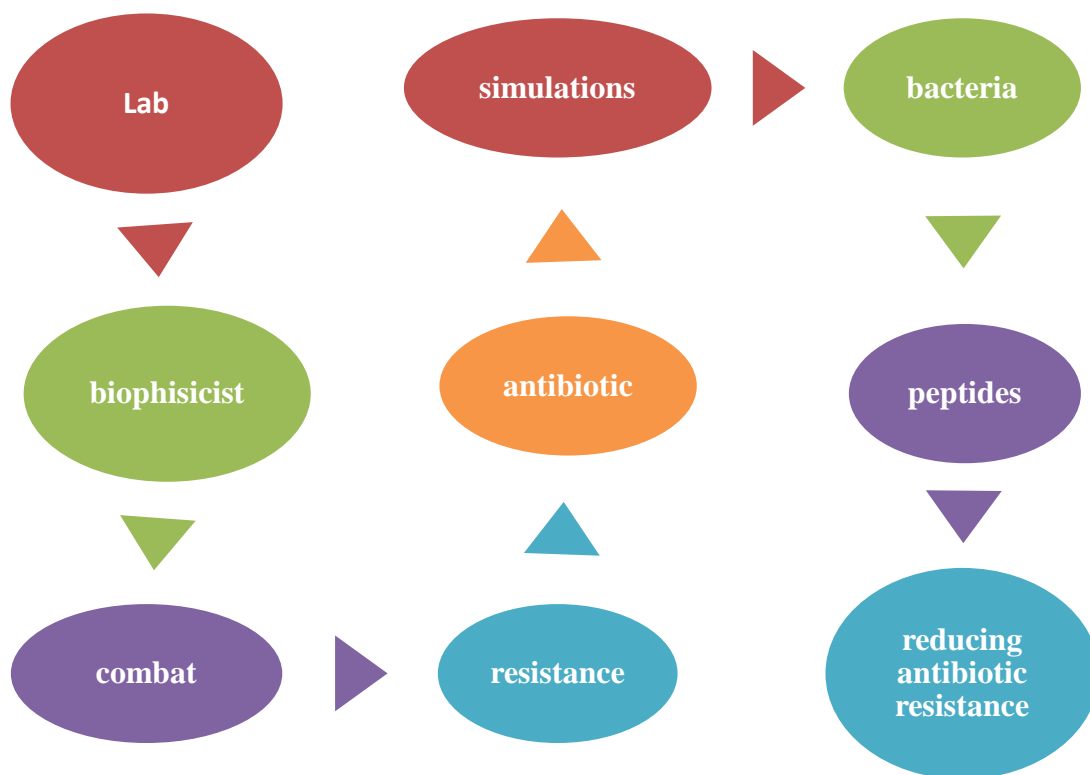 Lab
biophisicist
combat
resistance
antibiotic
simulations
bacteria
peptides
reducing
antibiotic
resistance